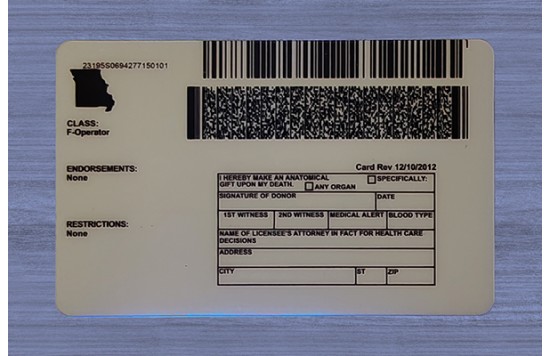 23195S0694277150101
CLASS:
F-Operator
ENDORSEMENTS:
None
RESTRICTIONS:
None
Card Rev 12/10/2012
I HEREBY MAKE AN ANATOMICAL
GIFT UPON MY DEATH. ANY ORGAN SPECIFICALLY:
SIGNATURE OF DONOR DATE
1ST WITNESS 2ND WITNESS MEDICAL ALERT BLOOD TYPE
NAME OF LICENSEE'S ATTORNEY IN FACT FOR HEALTH CARE
DECISIONS
ADDRESS
CITY ST ZIP